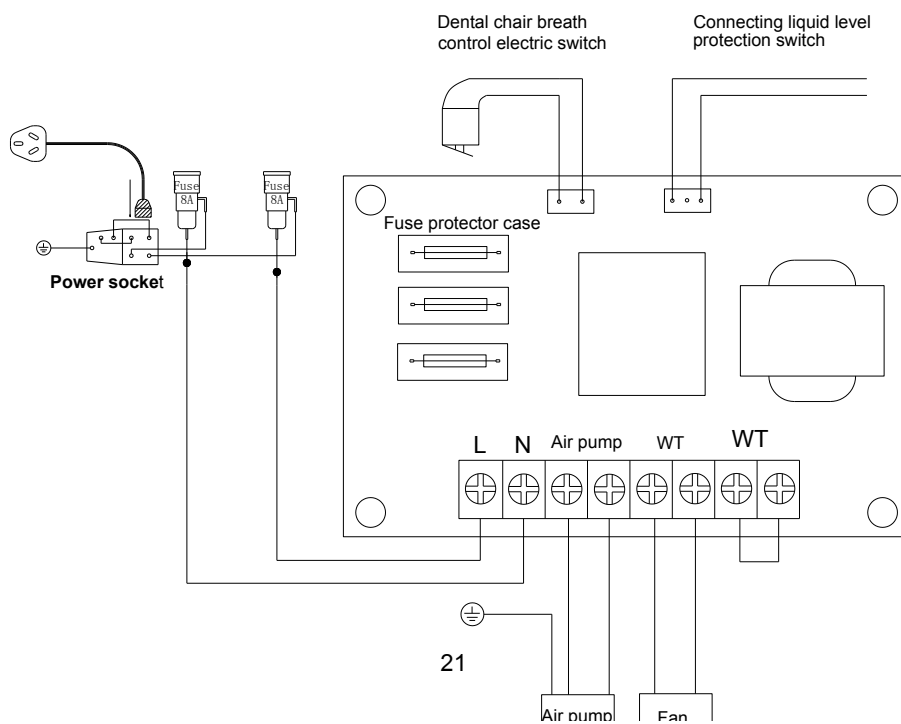 Dental chair breath
control electric switch
Connecting liquid level
protection switch
Fuse
8A
Fuse
8A
Fuse protector case
Power socket
L N Air pump WT WT
21
Air pump
Fan